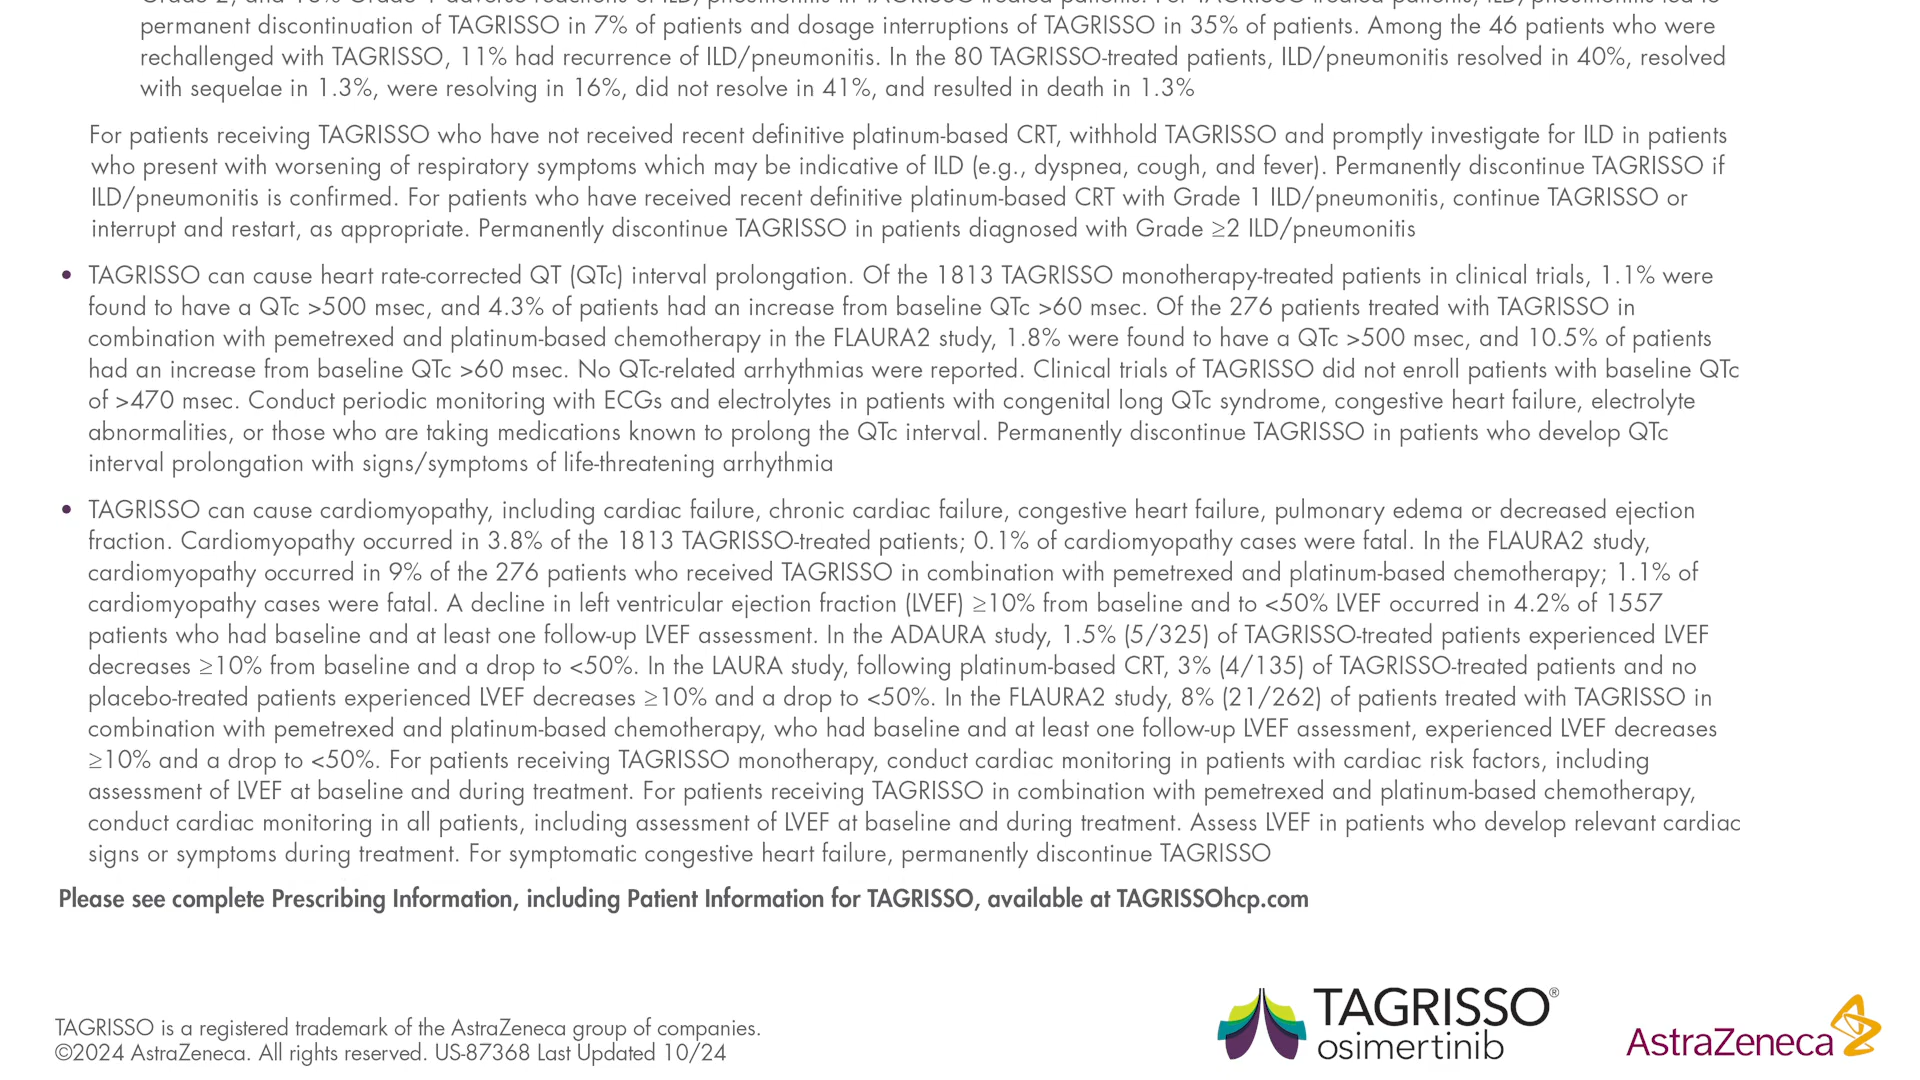 permanent discontinuation of TAGRISSO in 7% of patients and dosage interruptions of TAGRISSO in 35% of patients. Among the 46 patients who were
rechallenged with TAGRISSO, 11% had recurrence of ILD/pneumonitis. In the 80 TAGRISSO-treated patients, ILD/pneumonitis resolved in 40%, resolved
with sequelae in 1.3%, were resolving in 16%, did not resolve in 41%, and resulted in death in 1.3%
For patients receiving TAGRISSO who have not received recent definitive platinum-based CRT, withhold TAGRISSO and promptly investigate for ILD in patients
who present with worsening of respiratory symptoms which may be indicative of ILD (e.g., dyspnea, cough, and fever). Permanently discontinue TAGRISSO if
ILD/pneumonitis is confirmed. For patients who have received recent definitive platinum-based CRT with Grade 1 ILD/pneumonitis, continue TAGRISSO or
interrupt and restart, as appropriate. Permanently discontinue TAGRISSO in patients diagnosed with Grade ≥2 ILD/pneumonitis
• TAGRISSO can cause heart rate-corrected QT (QTc) interval prolongation. Of the 1813 TAGRISSO monotherapy-treated patients in clinical trials, 1.1% were
found to have a QTc >500 msec, and 4.3% of patients had an increase from baseline QTc >60 msec. Of the 276 patients treated with TAGRISSO in
combination with pemetrexed and platinum-based chemotherapy in the FLAURA2 study, 1.8% were found to have a QTc >500 msec, and 10.5% of patients
had an increase from baseline QTc >60 msec. No QTc-related arrhythmias were reported. Clinical trials of TAGRISSO did not enroll patients with baseline QTc
of >470 msec. Conduct periodic monitoring with ECGs and electrolytes in patients with congenital long QTc syndrome, congestive heart failure, electrolyte
abnormalities, or those who are taking medications known to prolong the QTc interval. Permanently discontinue TAGRISSO in patients who develop QTc
interval prolongation with signs/symptoms of life-threatening arrhythmia
• TAGRISSO can cause cardiomyopathy, including cardiac failure, chronic cardiac failure, congestive heart failure, pulmonary edema or decreased ejection
fraction. Cardiomyopathy occurred in 3.8% of the 1813 TAGRISSO-treated patients; 0.1% of cardiomyopathy cases were fatal. In the FLAURA2 study,
cardiomyopathy occurred in 9% of the 276 patients who received TAGRISSO in combination with pemetrexed and platinum-based chemotherapy; 1.1% of
cardiomyopathy cases were fatal. A decline in left ventricular ejection fraction (LVEF) ≥10% from baseline and to <50% LVEF occurred in 4.2% of 1557
patients who had baseline and at least one follow-up LVEF assessment. In the ADAURA study, 1.5% (5/325) of TAGRISSO-treated patients experienced LVEF
decreases ≥10% from baseline and a drop to <50%. In the LAURA study, following platinum-based CRT, 3% (4/135) of TAGRISSO-treated patients and no
placebo-treated patients experienced LVEF decreases ≥10% and a drop to <50%. In the FLAURA2 study, 8% (21/262) of patients treated with TAGRISSO in
combination with pemetrexed and platinum-based chemotherapy, who had baseline and at least one follow-up LVEF assessment, experienced LVEF decreases
≥10% and a drop to <50%. For patients receiving TAGRISSO monotherapy, conduct cardiac monitoring in patients with cardiac risk factors, including
assessment of LVEF at baseline and during treatment. For patients receiving TAGRISSO in combination with pemetrexed and platinum-based chemotherapy,
conduct cardiac monitoring in all patients, including assessment of LVEF at baseline and during treatment. Assess LVEF in patients who develop relevant cardiac
signs or symptoms during treatment. For symptomatic congestive heart failure, permanently discontinue TAGRISSO
Please see complete Prescribing Information, including Patient Information for TAGRISSO, available at TAGRISSOhcp.com
TAGRISSO is a registered trademark of the AstraZeneca group of companies.
©2024 AstraZeneca. All rights reserved. US-87368 Last Updated 10/24
TAGRISSO®
osimertinib
AstraZeneca